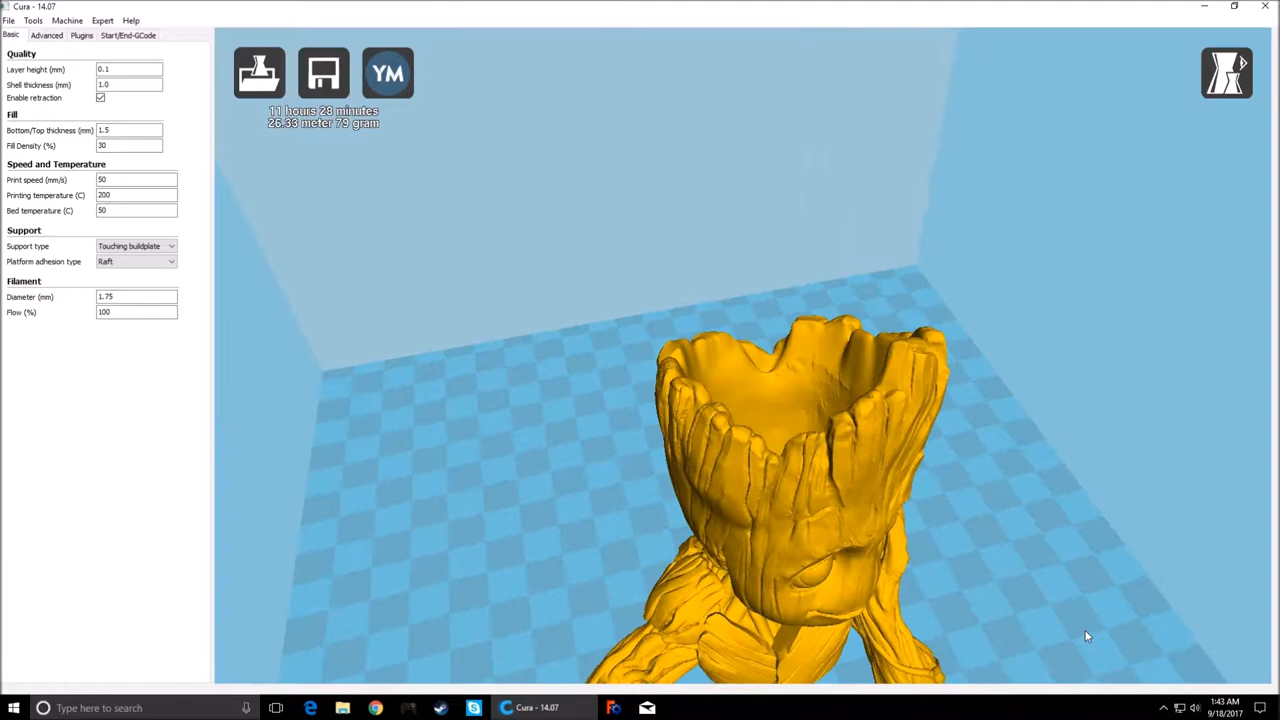 Cura - 14.07
File Tools Machine Expert Help
Basic Advanced Plugins Start/End-GCode
Quality
Layer height (mm) 0.1
Shell thickness (mm) 1.0
Enable retraction
Fill
Bottom/Top thickness (mm) 1.5
Fill Density (%) 30
Speed and Temperature
Print speed (mm/s) 50
Printing temperature (C) 200
Bed temperature (C) 50
Support
Support type Touching buildplate
Platform adhesion type Raft
Filament
Diameter (mm) 1.75
Flow (%) 100
YM
11 hours 28 minutes
26.33 meter 79 gram
Type here to search
Cura - 14.07
1:43 AM
9/18/2017